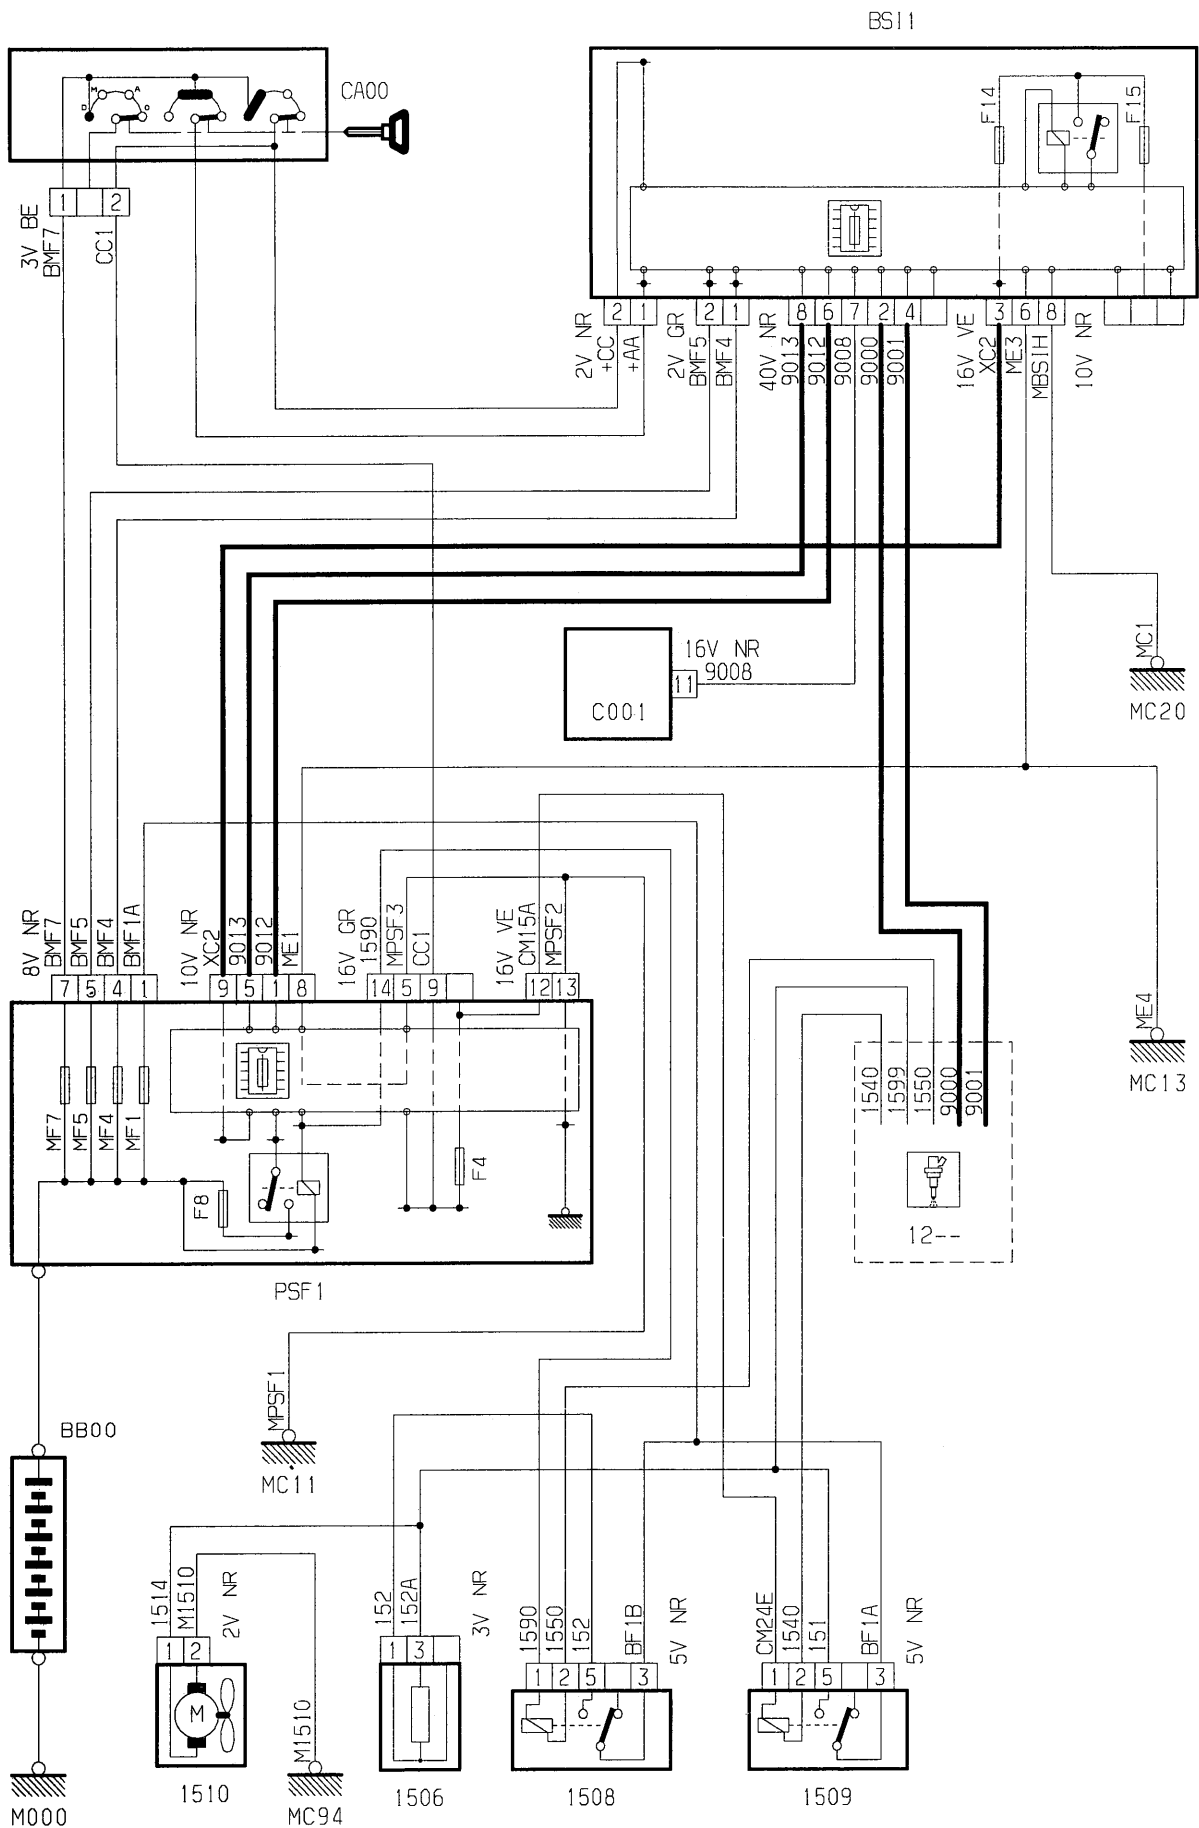 BSI1
CA00
M
A
D
O
F14
F15
1
2
3V BE
BMF7
CC1
2
1
2
1
8
6
7
2
4
3
6
8
2V NR
+CC
+AA
2V GR
BMF5
BMF4
40V NR
9013
9012
9008
9000
9001
16V VE
XC2
ME3
MBSIH
10V NR
16V NR
9008
11
C001
MC1
MC20
8V NR
BMF7
BMF5
BMF4
BMF1A
10V NR
XC2
9013
9012
ME1
16V GR
1590
MPSF3
CC1
16V VE
CM15A
MPSF2
7
5
4
1
9
5
1
8
14
5
9
12
13
ME4
MC13
1540
1599
1550
9000
9001
MF7
MF5
MF4
MF1
F8
F4
12--
PSF1
MPSF1
MC11
BB00
1514
M1510
2V NR
152
152A
3V NR
1590
1550
152
BF1B
5V NR
CM24E
1540
151
BF1A
5V NR
1
2
1
3
1
2
5
3
1
2
5
3
M
M1510
M000
1510
MC94
1506
1508
1509